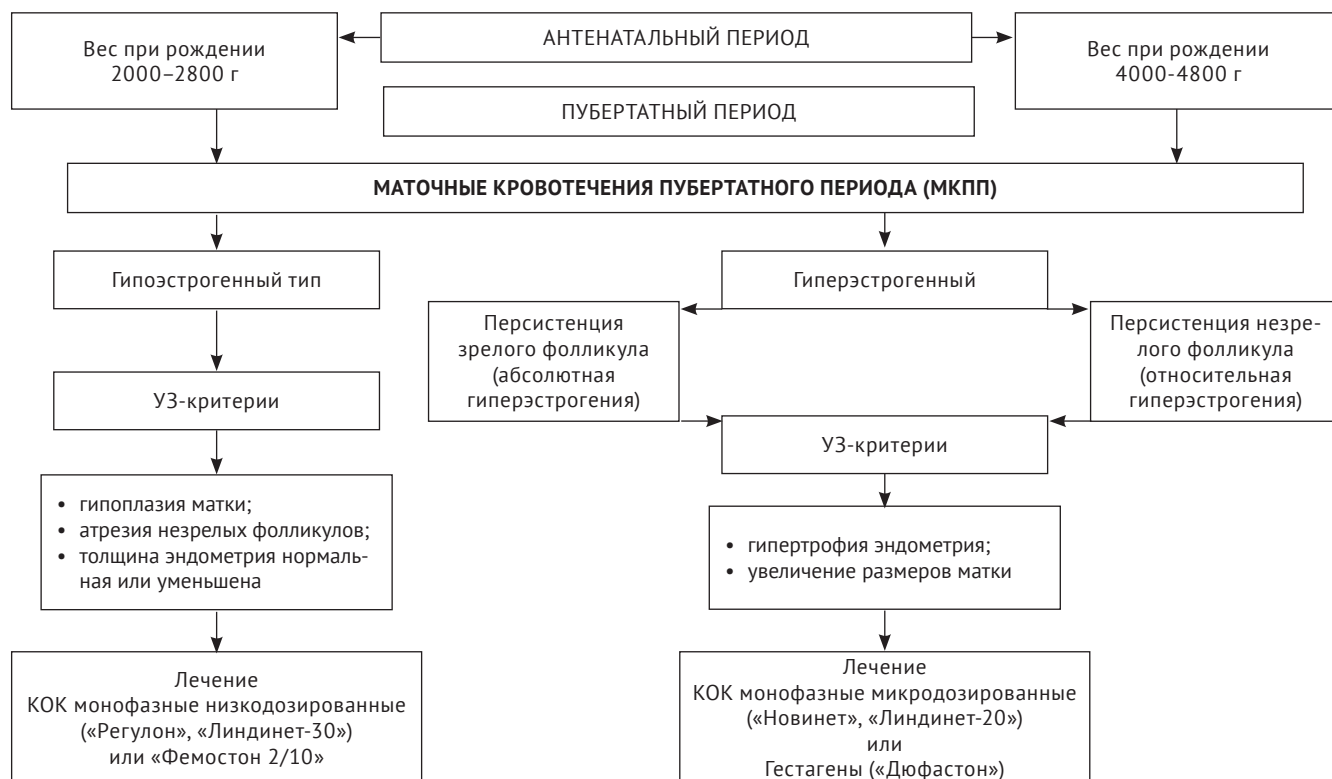 Вес при рождении
2000–2800 г
АНТЕНАТАЛЬНЫЙ ПЕРИОД
Вес при рождении
4000-4800 г
ПУБЕРТАТНЫЙ ПЕРИОД
МАТОЧНЫЕ КРОВОТЕЧЕНИЯ ПУБЕРТАТНОГО ПЕРИОДА (МКПП)
Гипоэстрогенный тип
Гиперэстрогенный
Персистенция
зрелого фолликула
(абсолютная
гиперэстрогения)
Персистенция незре-
лого фолликула
(относительная
гиперэстрогения)
УЗ-критерии
УЗ-критерии
• гипоплазия матки;
• атрезия незрелых фолликулов;
• толщина эндометрия нормаль-
ная или уменьшена
• гипертрофия эндометрия;
• увеличение размеров матки
Лечение
КОК монофазные низкодозированные
(«Регулон», «Линдинет-30»)
или «Фемостон 2/10»
Лечение
КОК монофазные микродозированные
(«Новинет», «Линдинет-20»)
или
Гестагены («Дюфастон»)